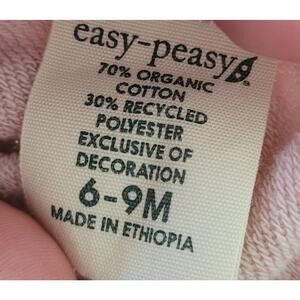 easy-peasy
70% ORGANIC
COTTON
30% RECYCLED
POLYESTER
EXCLUSIVE OF
DECORATION
6-9M
MADE IN ETHIOPIA